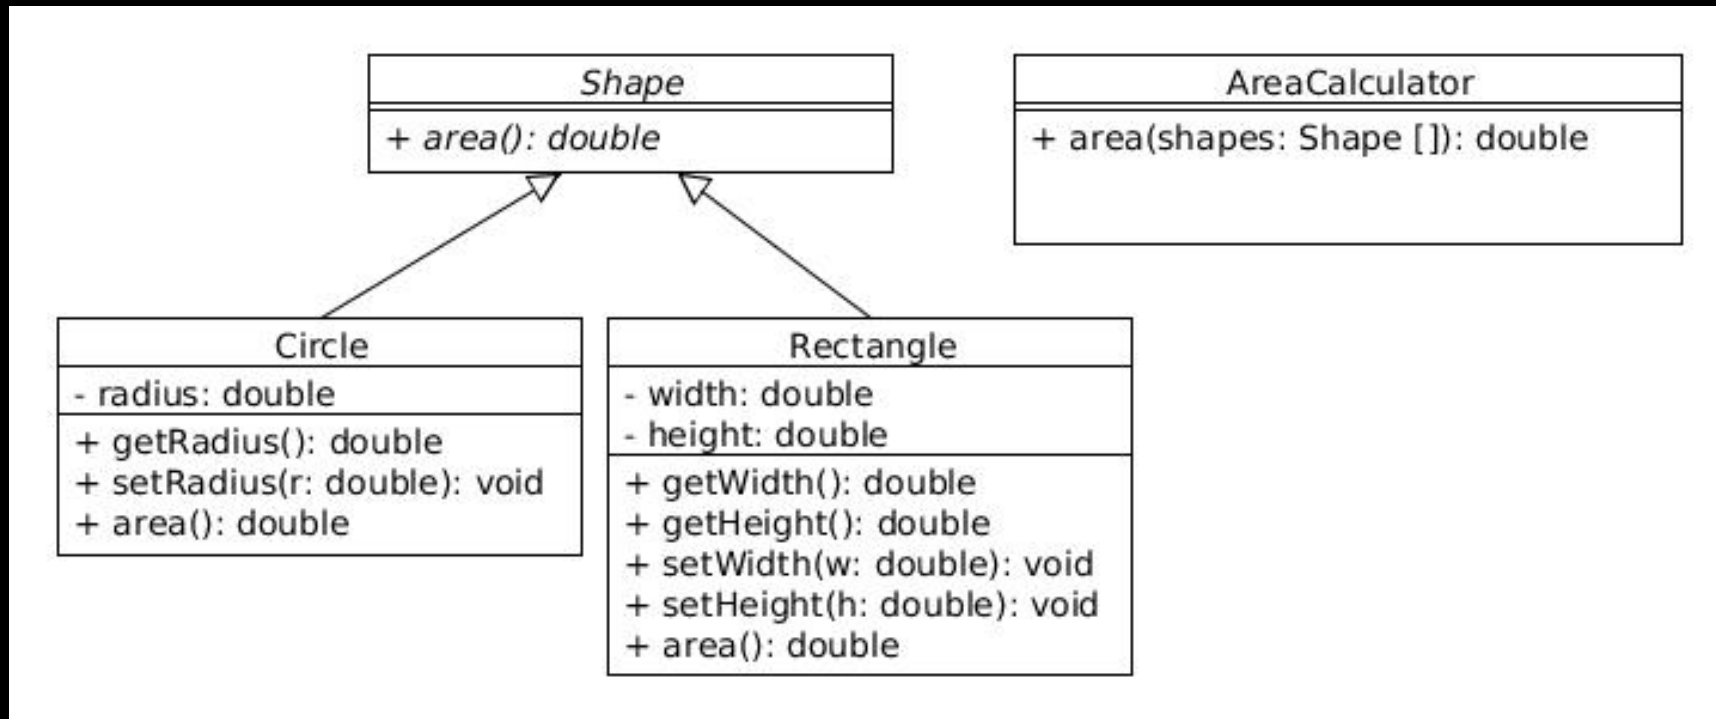 Shape
+ area(): double
AreaCalculator
+ area(shapes: Shape []): double
Circle
- radius: double
+ getRadius(): double
+ setRadius(r: double): void
+ area(): double
Rectangle
- width: double
- height: double
+ getWidth(): double
+ getHeight(): double
+ setWidth(w: double): void
+ setHeight(h: double): void
+ area(): double